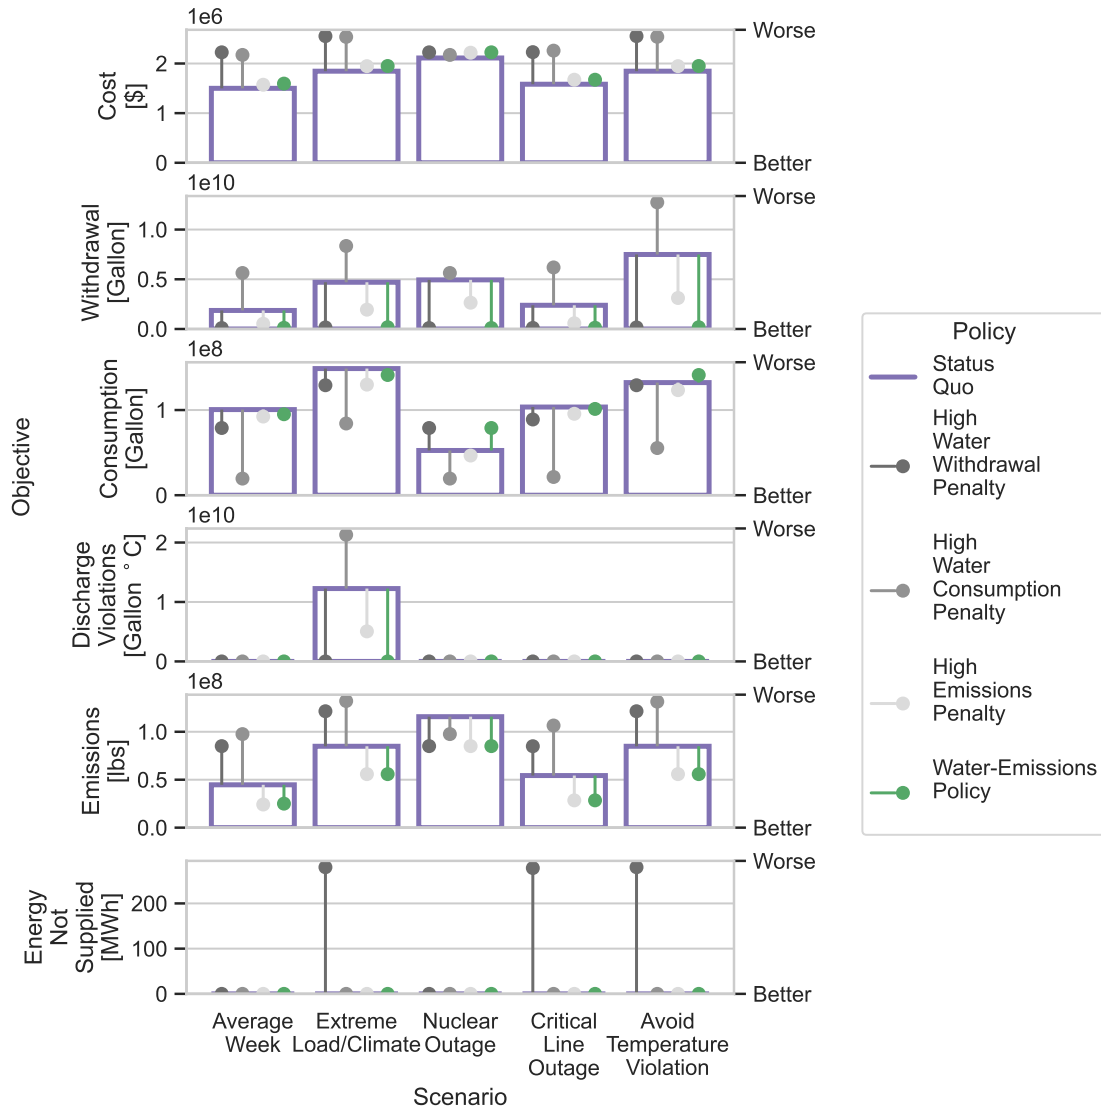 1e6
Cost
[$]
2
1
0
Worse
Better
1e10
Withdrawal
[Gallon]
1.0
0.5
0.0
Worse
Better
1e8
Consumption
[Gallon]
1
0
Worse
Better
1e10
Discharge
Violations
[Gallon ° C]
2
1
0
Worse
Better
1e8
Emissions
[lbs]
1.0
0.5
0.0
Worse
Better
Energy
Not
Supplied
[MWh]
200
100
0
Worse
Better
Objective
Average
Week
Extreme
Load/Climate
Nuclear
Outage
Critical
Line
Outage
Avoid
Temperature
Violation
Scenario
Policy
Status
Quo
High
Water
Withdrawal
Penalty
High
Water
Consumption
Penalty
High
Emissions
Penalty
Water-Emissions
Policy